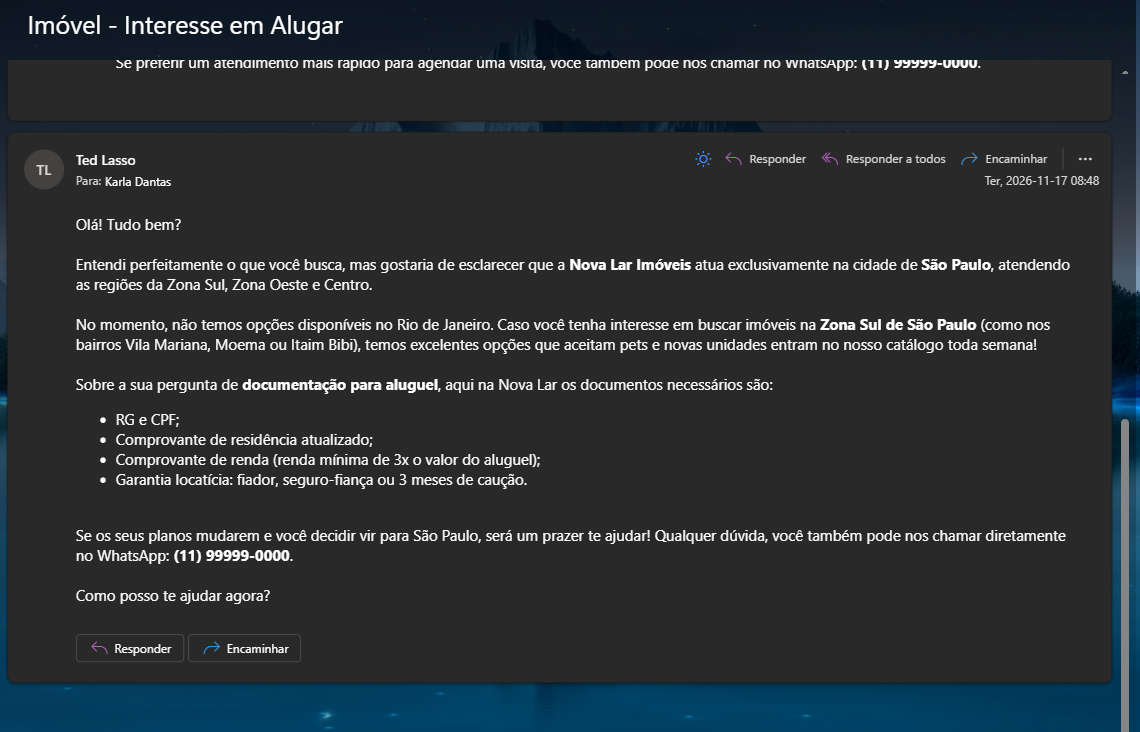 Imóvel - Interesse em Alugar
Se preferir um atendimento mais rápido para agendar uma visita, você também pode nos chamar no WhatsApp: (11) 99999-0000.
TL
Ted Lasso
Para: Karla Dantas
Responder
Responder a todos
Encaminhar
Ter, 2026-11-17 08:48
Olá! Tudo bem?
Entendi perfeitamente o que você busca, mas gostaria de esclarecer que a Nova Lar Imóveis atua exclusivamente na cidade de São Paulo, atendendo
as regiões da Zona Sul, Zona Oeste e Centro.
No momento, não temos opções disponíveis no Rio de Janeiro. Caso você tenha interesse em buscar imóveis na Zona Sul de São Paulo (como nos
bairros Vila Mariana, Moema ou Itaim Bibi), temos excelentes opções que aceitam pets e novas unidades entram no nosso catálogo toda semana!
Sobre a sua pergunta de documentação para aluguel, aqui na Nova Lar os documentos necessários são:
• RG e CPF;
• Comprovante de residência atualizado;
• Comprovante de renda (renda mínima de 3x o valor do aluguel);
• Garantia locatícia: fiador, seguro-fiança ou 3 meses de caução.
Se os seus planos mudarem e você decidir vir para São Paulo, será um prazer te ajudar! Qualquer dúvida, você também pode nos chamar diretamente
no WhatsApp: (11) 99999-0000.
Como posso te ajudar agora?
Responder
Encaminhar